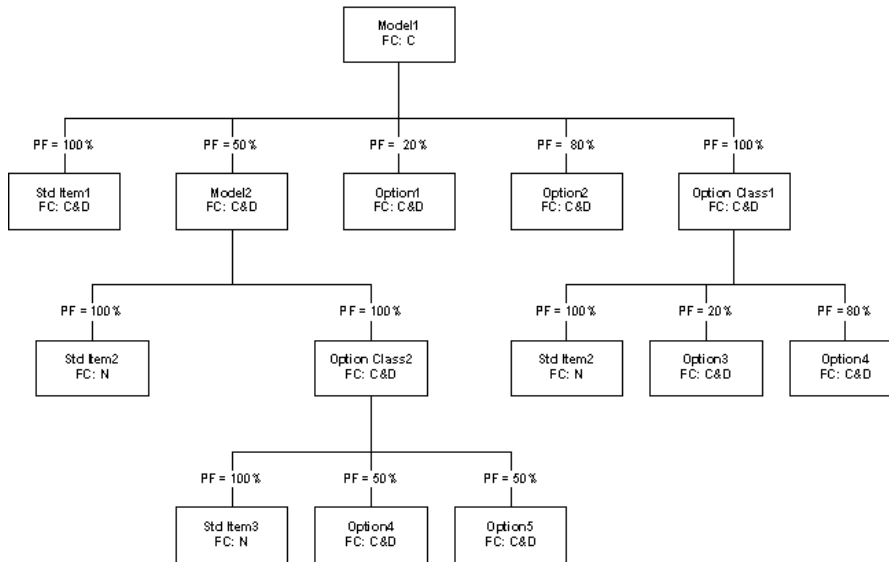 Model1
FC: C
PF = 100%
PF = 50%
PF = 20%
PF = 80%
PF = 100%
Std Item1
FC: C&D
Model2
FC: C&D
Option1
FC: C&D
Option2
FC: C&D
Option Class1
FC: C&D
PF = 100%
PF = 100%
PF = 100%
PF = 20%
PF = 80%
Std Item2
FC: N
Option Class2
FC: C&D
Std Item2
FC: N
Option3
FC: C&D
Option4
FC: C&D
PF = 100%
PF = 50%
PF = 50%
Std Item3
FC: N
Option4
FC: C&D
Option5
FC: C&D